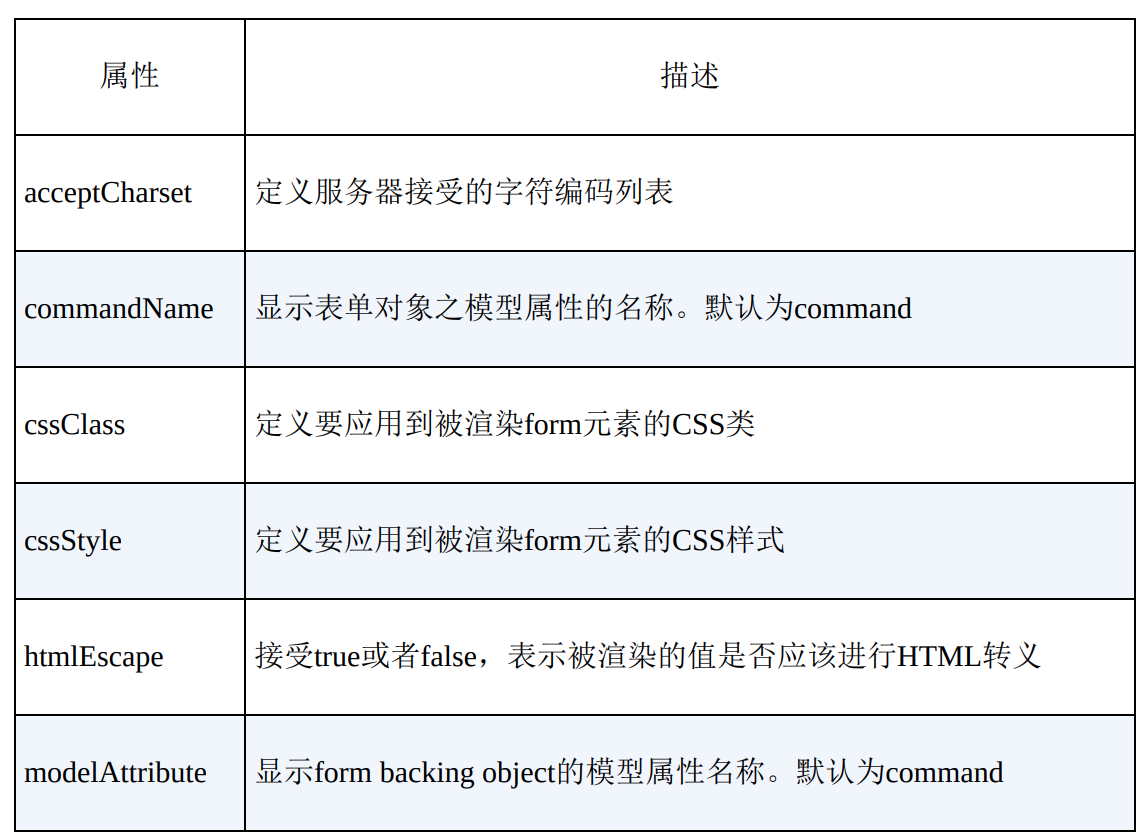 属性
描述
acceptCharset
定义服务器接受的字符编码列表
commandName
显示表单对象之模型属性的名称。默认为command
cssClass
定义要应用到被渲染form元素的CSS类
cssStyle
定义要应用到被渲染form元素的CSS样式
htmlEscape
接受true或者false，表示被渲染的值是否应该进行HTML转义
modelAttribute
显示form backing object的模型属性名称。默认为command